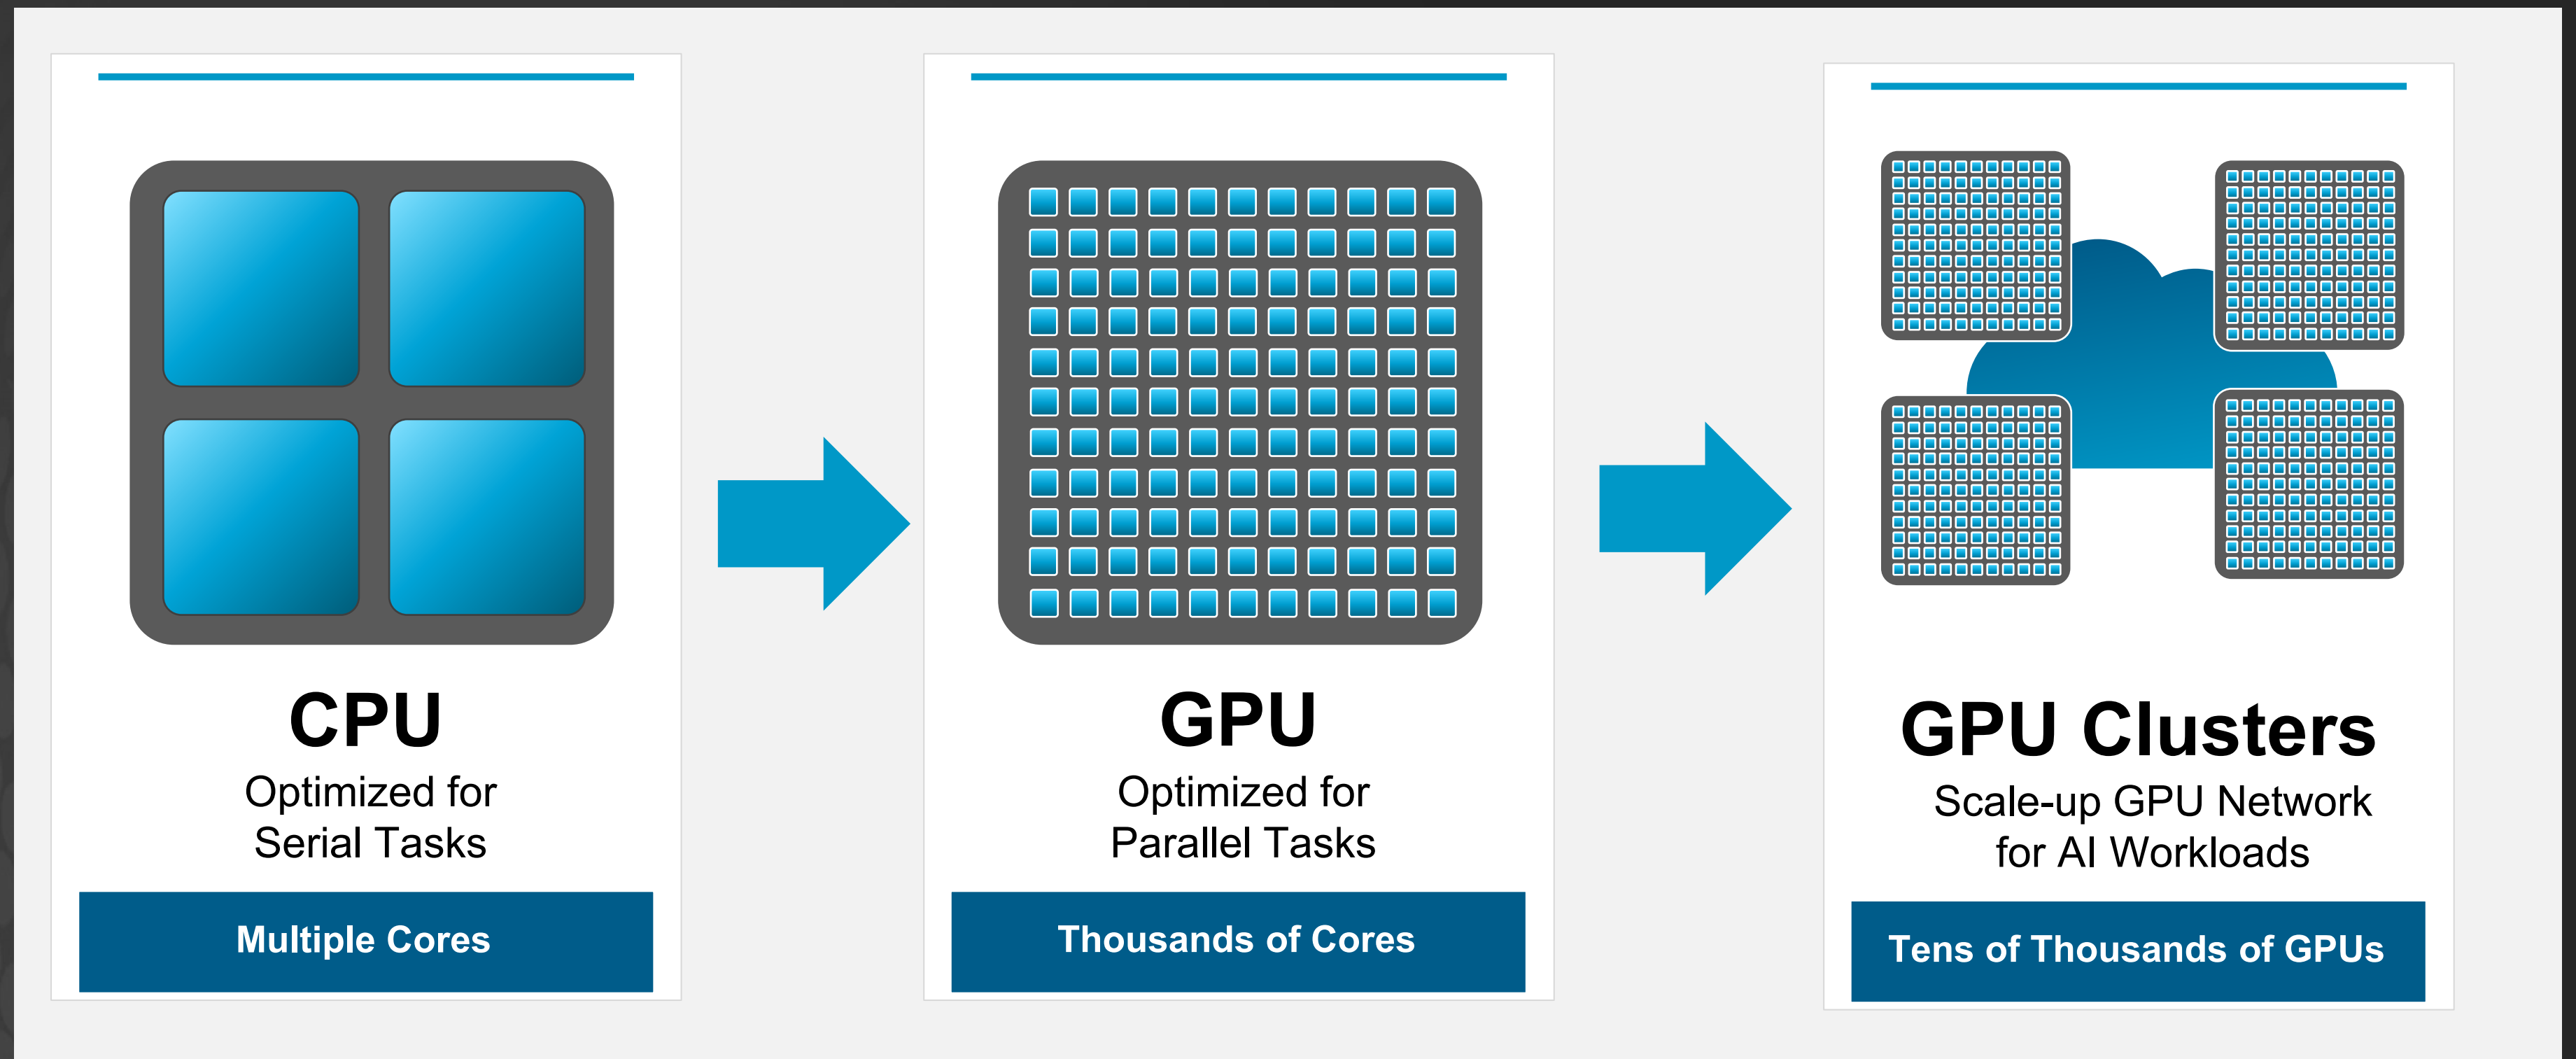 CPU
Optimized for
Serial Tasks
Multiple Cores
GPU
Optimized for
Parallel Tasks
Thousands of Cores
GPU Clusters
Scale-up GPU Network
for AI Workloads
Tens of Thousands of GPUs